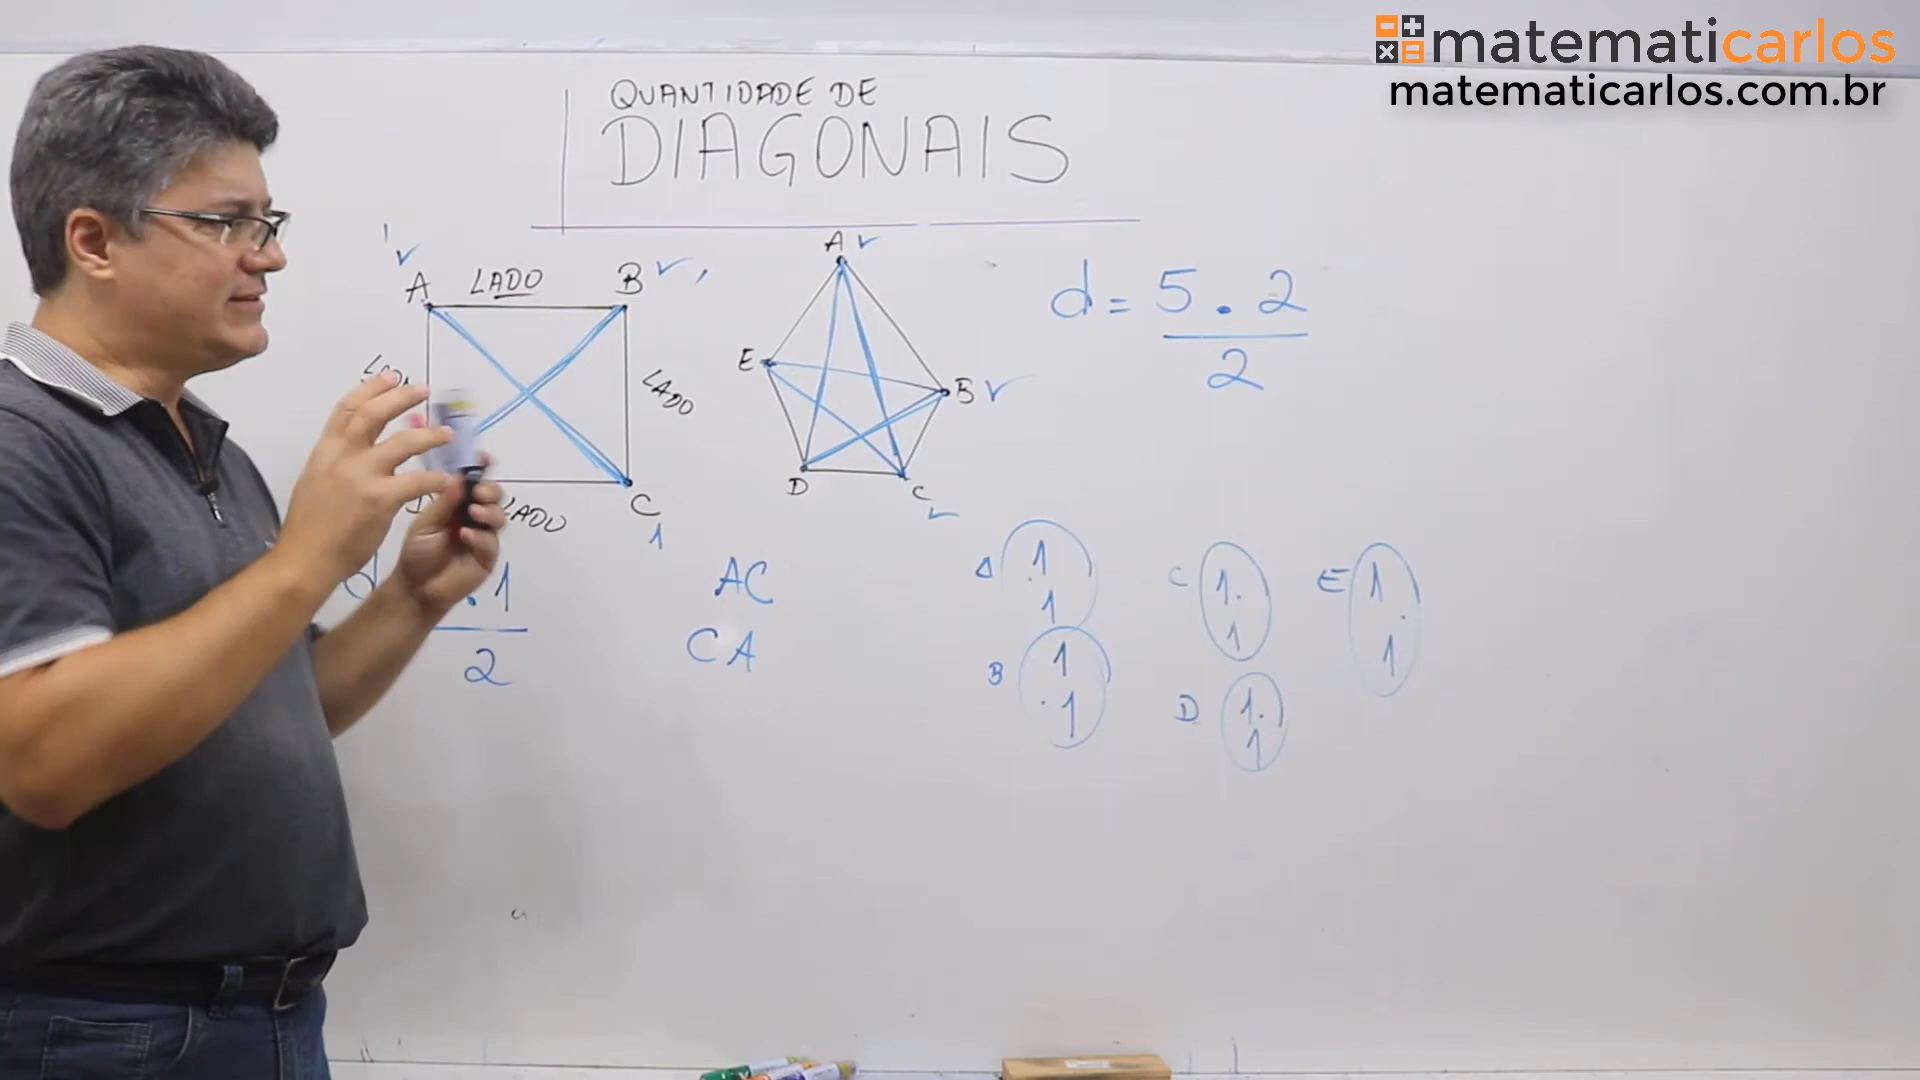 matematicarlos
matematicarlos.com.br
QUANTIDADE DE
DIAGONAIS
A LADO B
LADO
C
LADO
A
E
B
D
C
d = 5 . 2
2
d . 1
2
1
AC
CA
A 1
1
B 1
1
C 1
1
D 1
1
E 1
1